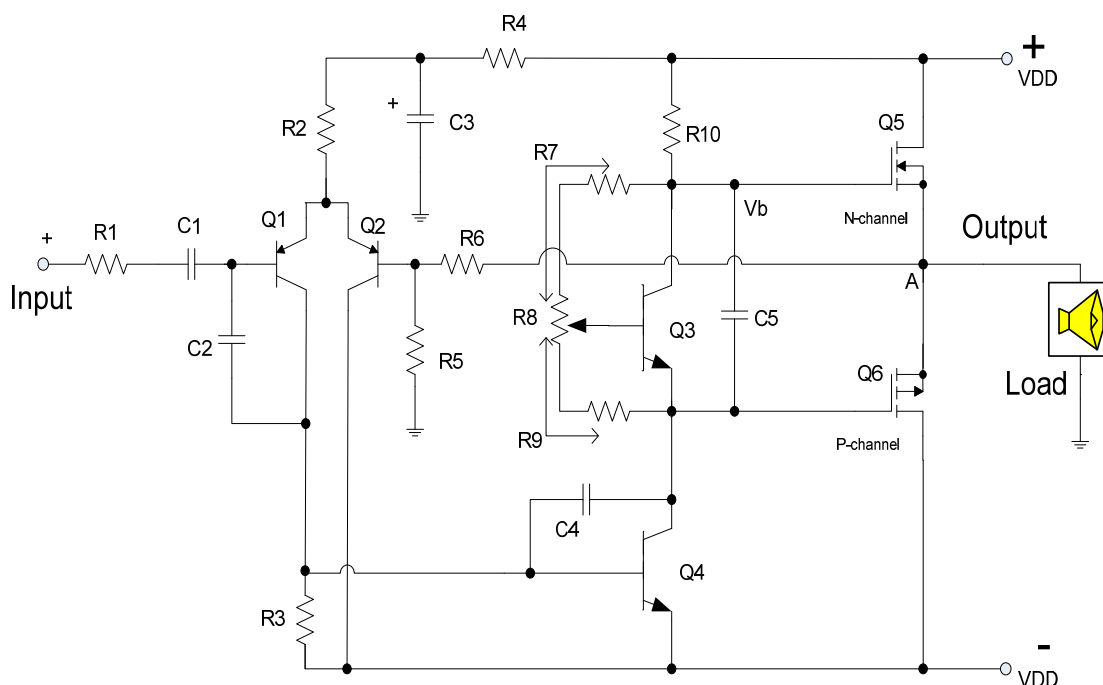 R4
+
VDD
+
C3
R2
R10
Q5
R7
Q1
Q2
Vb
N-channel
+
R1
C1
R6
Output
A
Input
R8
Q3
C5
C2
R5
Q6
Load
R9
P-channel
C4
Q4
R3
-
VDD